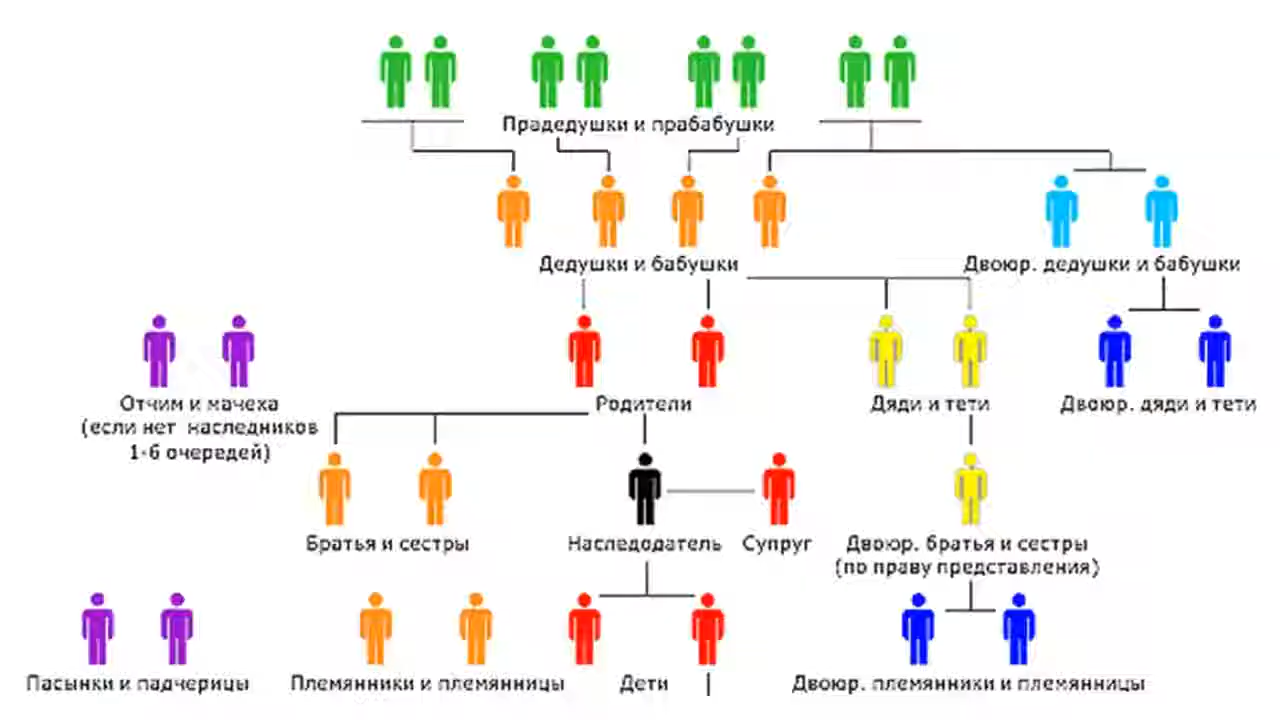 Прадедушки и прабабушки
Дедушки и бабушки
Двоюр. дедушки и бабушки
Отчим и мачеха
(если нет наследников
1-6 очередей)
Родители
Дяди и тети
Двоюр. дяди и тети
Братья и сестры
Наследодатель
Супруг
Двоюр. братья и сестры
(по праву представления)
Пасынки и падчерицы
Племянники и племянницы
Дети
Двоюр. племянники и племянницы